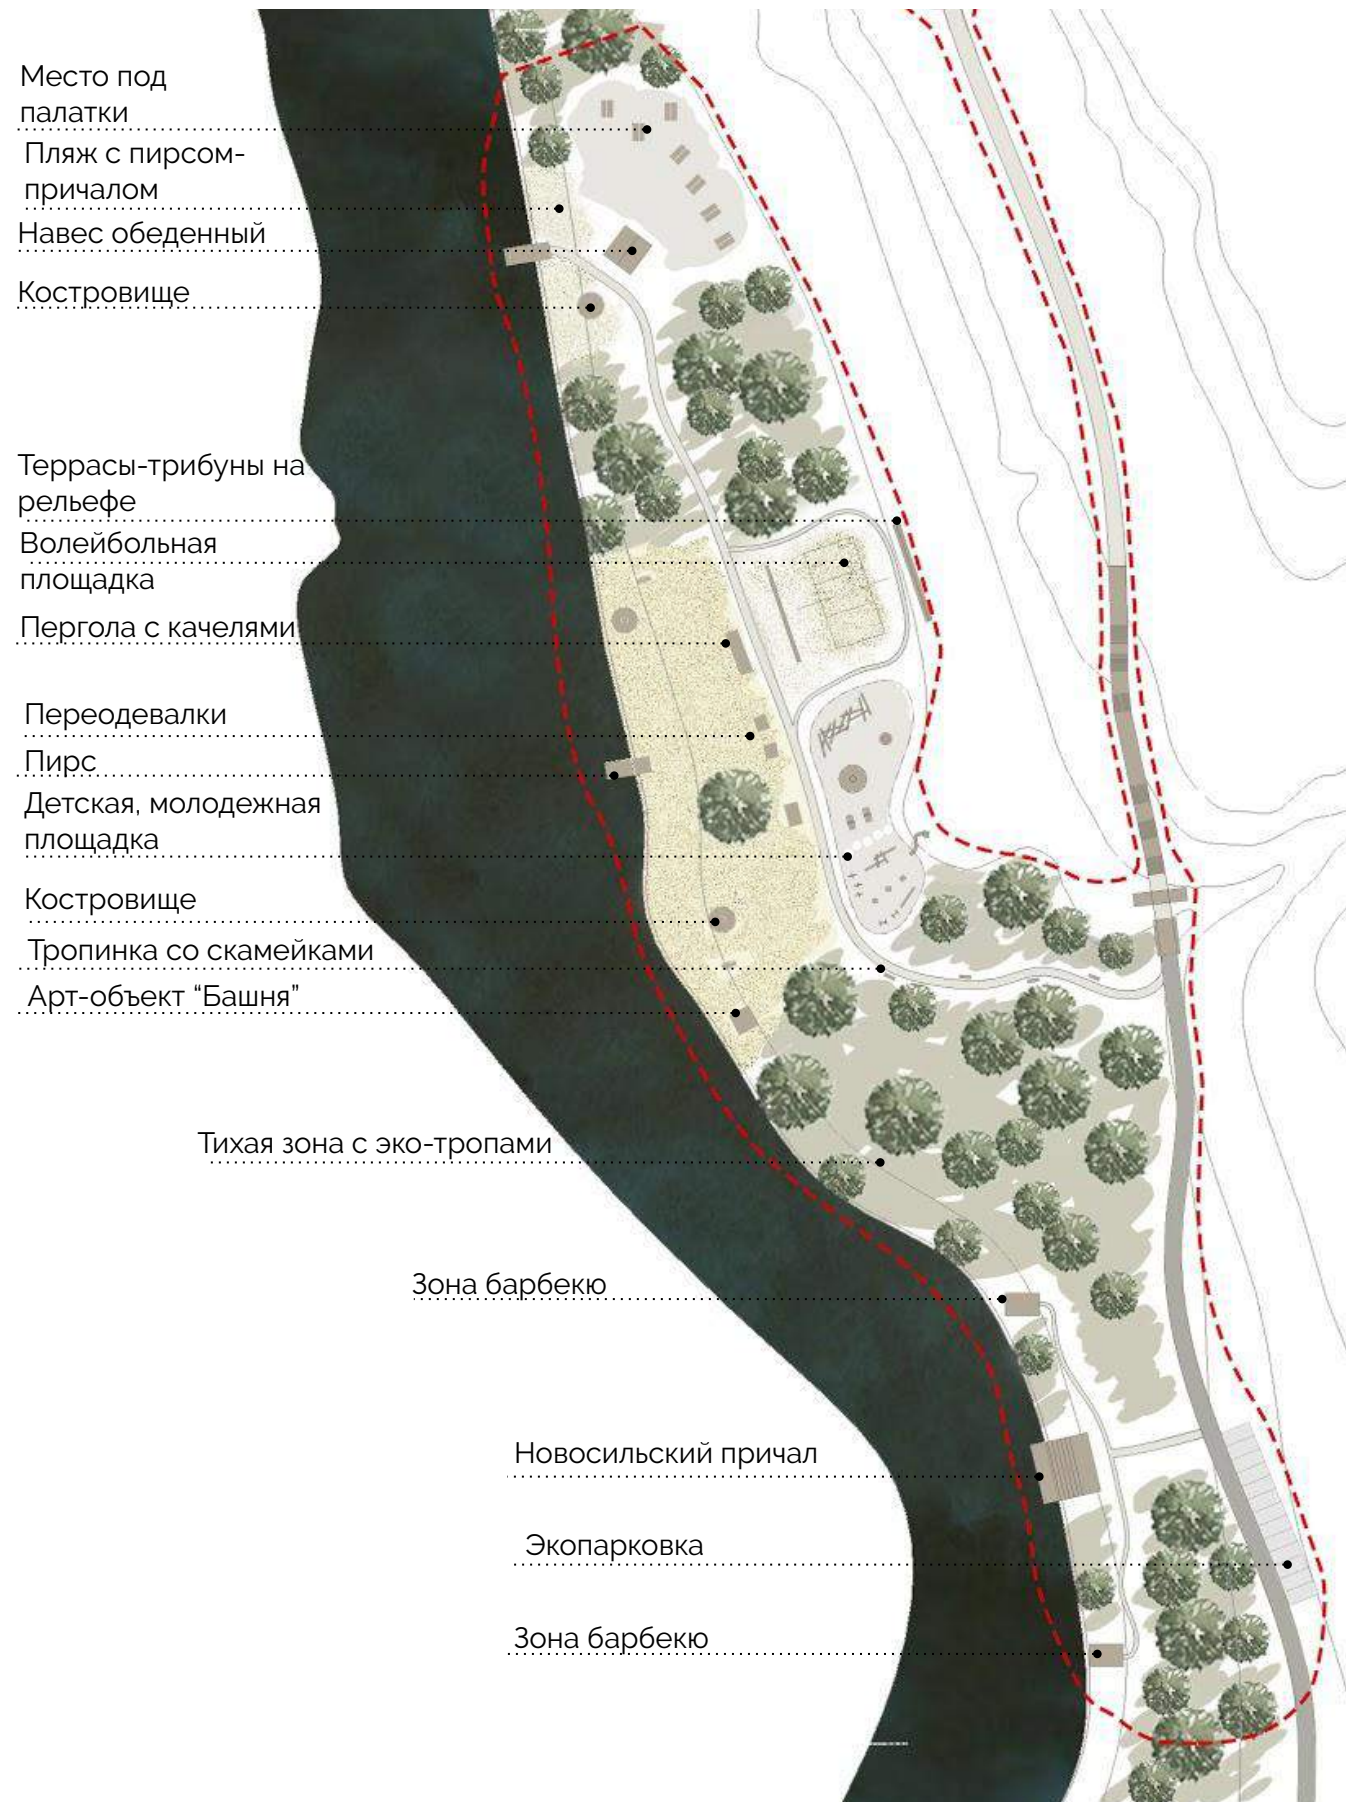 Место под
палатки
Пляж с пирсом-
причалом
Навес обеденный
Костровище
Террасы-трибуны на
рельефе
Волейбольная
площадка
Пергола с качелями
Переодевалки
Пирс
Детская, молодежная
площадка
Костровище
Тропинка со скамейками
Арт-объект “Башня”
Тихая зона с эко-тропами
Зона барбекю
Новосильский причал
Экопарковка
Зона барбекю